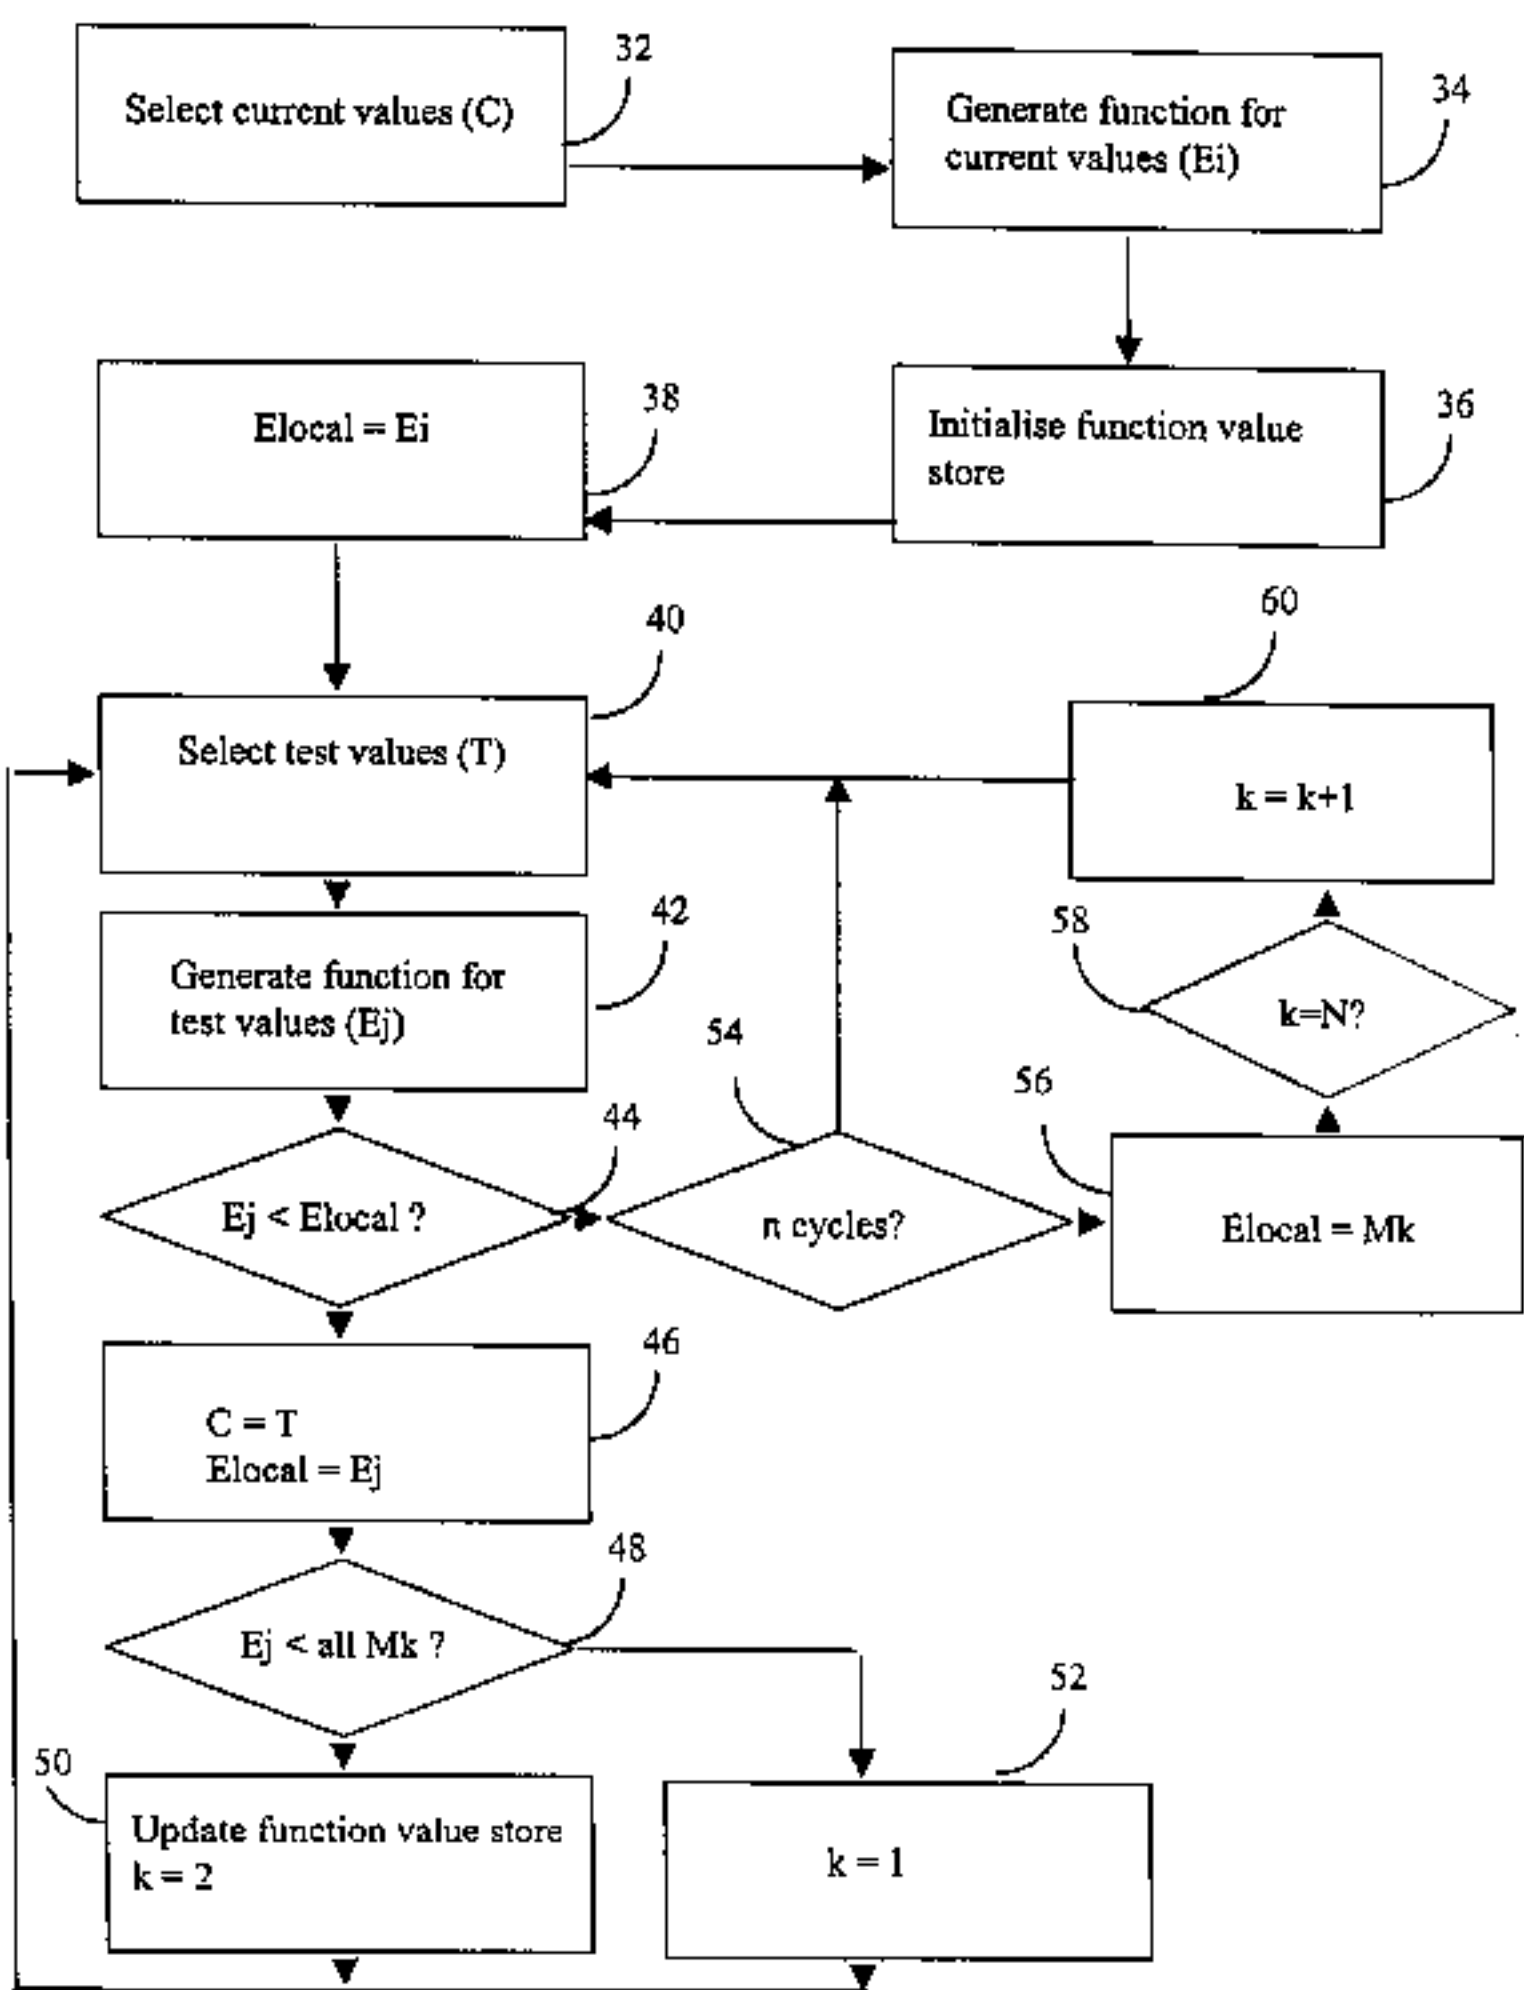 32
Select current values (C)
34
Generate function for
current values (Ei)
38
Elocal = Ei
36
Initialise function value
store
60
40
Select test values (T)
k = k+1
42
58
Generate function for
test values (Ej)
k=N?
54
56
44
Ej < Elocal ?
n cycles?
Elocal = Mk
46
C = T
Elocal = Ej
48
Ej < all Mk ?
52
50
Update function value store
k = 2
k = 1